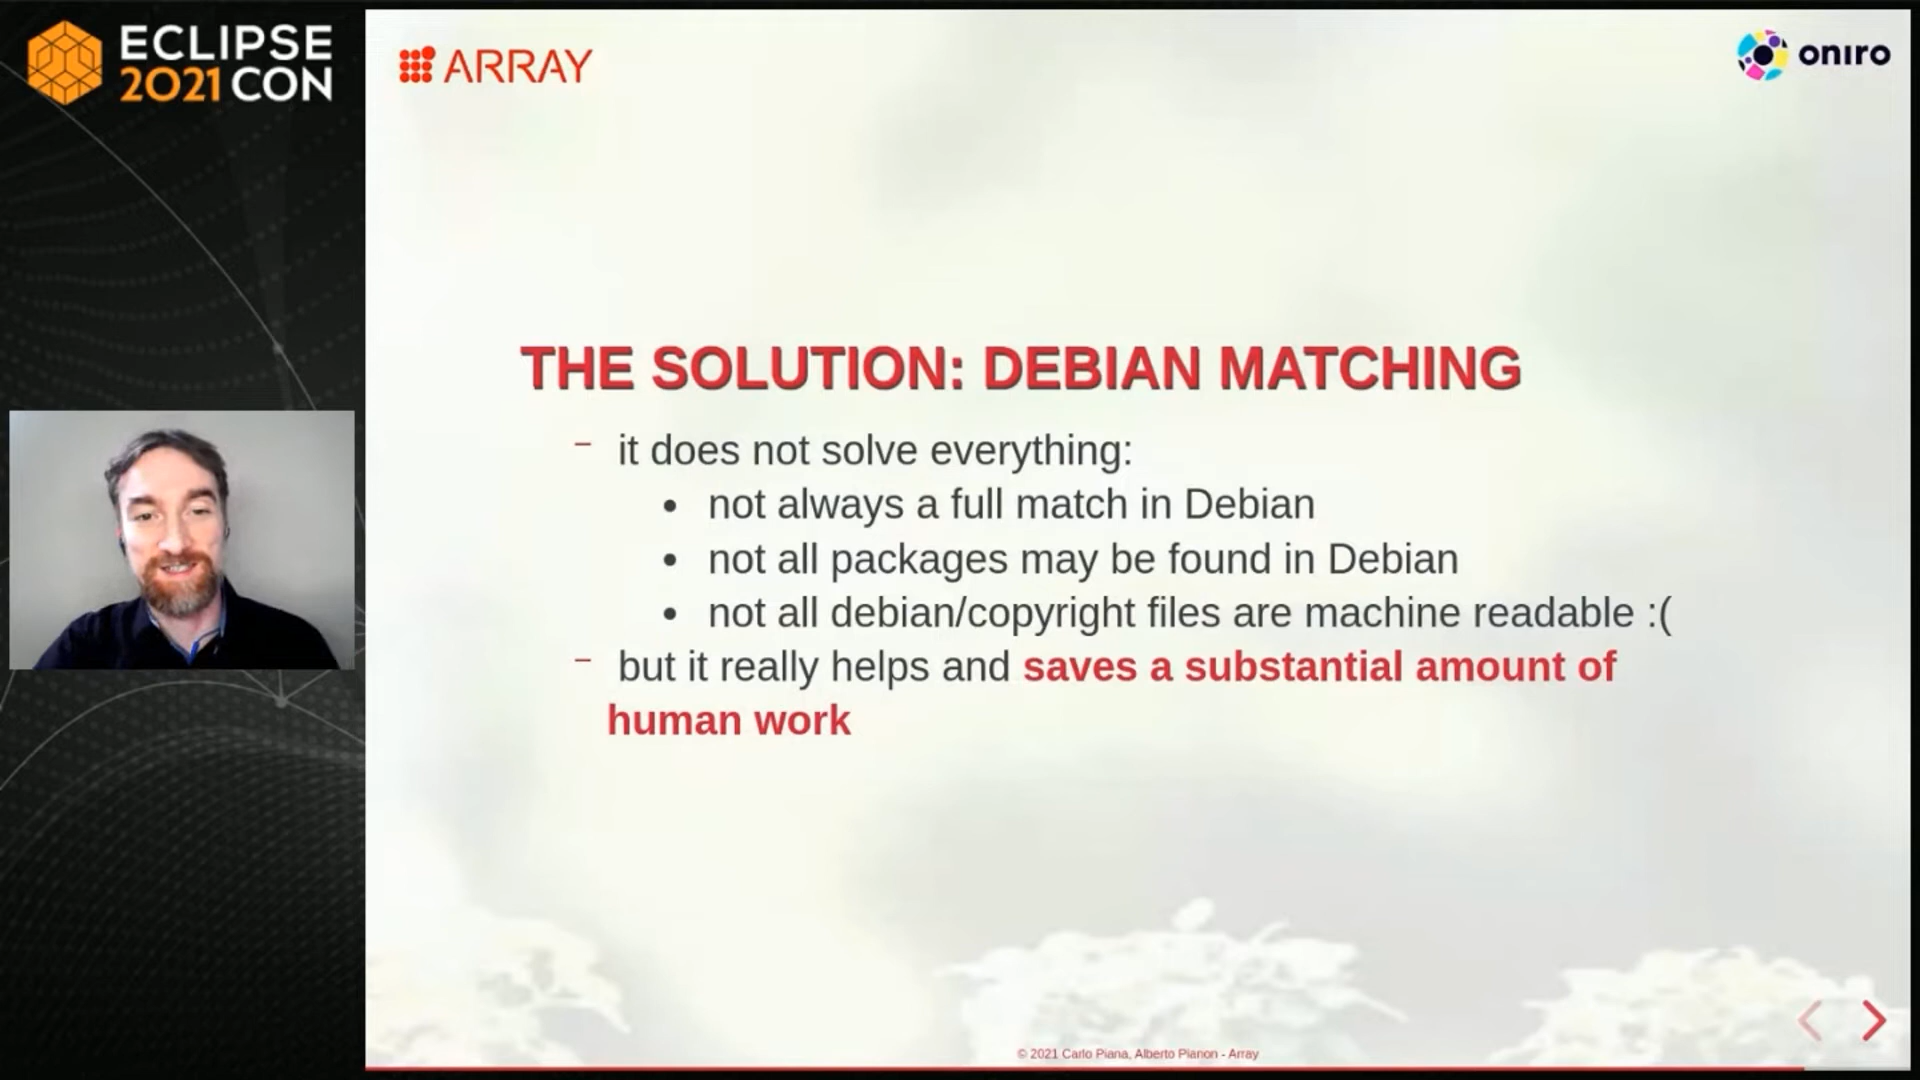 ECLIPSE
2021 CON
ARRAY
oniro
THE SOLUTION: DEBIAN MATCHING
– it does not solve everything:
• not always a full match in Debian
• not all packages may be found in Debian
• not all debian/copyright files are machine readable :(
– but it really helps and saves a substantial amount of
human work
© 2021 Carlo Piana, Alberto Pianon - Array